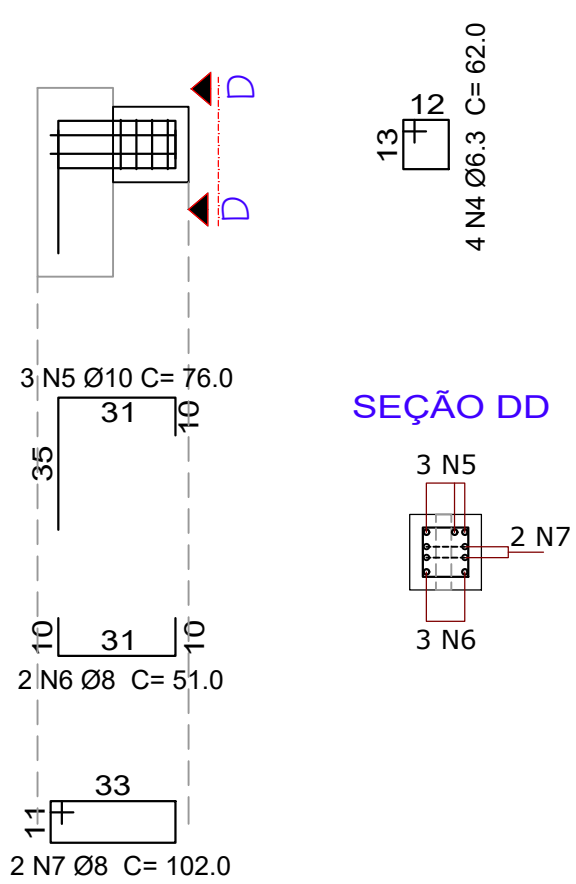 D
D
12
13
4 N4 Ø6.3 C= 62.0
3 N5 Ø10 C= 76.0
31
10
35
SEÇÃO DD
3 N5
2 N7
3 N6
10
31
10
2 N6 Ø8 C= 51.0
33
11
2 N7 Ø8 C= 102.0